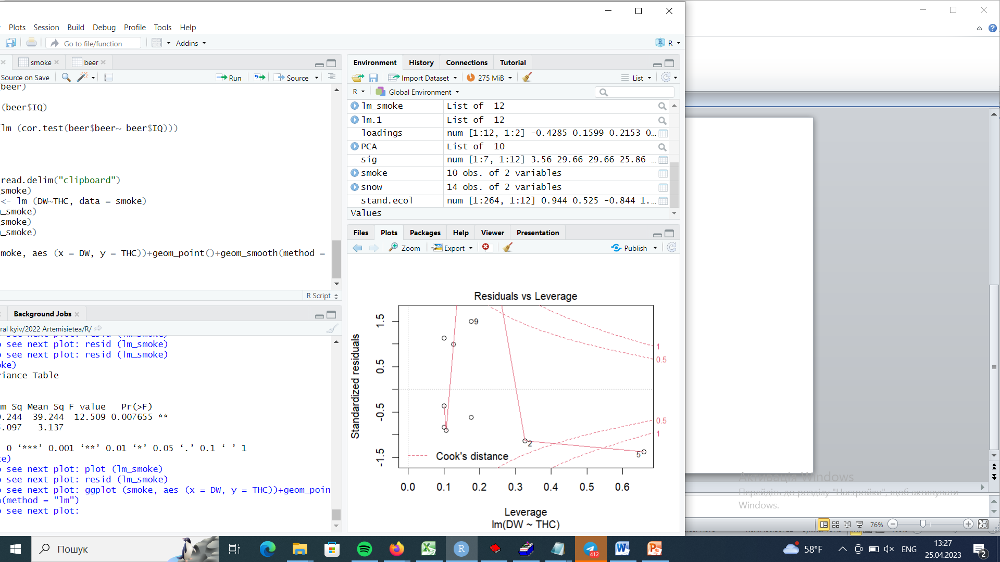 Plots Session Build Debug Profile Tools Help
Go to file/function
Addins
R
smoke
beer
Source on Save
Run
Source
beer)
(beer$IQ)
lm (cor.test(beer$beer~ beer$IQ)))
read.delim("clipboard")
smoke)
<- lm (DW~THC, data = smoke)
_smoke)
_smoke)
_smoke)
moke, aes (x = DW, y = THC))+geom_point()+geom_smooth(method =
R Script
Background Jobs
ral kyiv/2022 Artemisietea/R/
see next plot: resid (lm_smoke)
see next plot: resid (lm_smoke)
see next plot: resid (lm_smoke)
ke)
iance Table
m Sq Mean Sq F value Pr(>F)
.244 39.244 12.509 0.007655 **
.097 3.137
0 ‘***’ 0.001 ‘**’ 0.01 ‘*’ 0.05 ‘.’ 0.1 ‘ ’ 1
e)
see next plot: plot (lm_smoke)
see next plot: resid (lm_smoke)
see next plot: ggplot (smoke, aes (x = DW, y = THC))+geom_poin
(method = "lm")
see next plot:
Environment History Connections Tutorial
Import Dataset
275 MiB
List
R
Global Environment
lm_smoke List of 12
lm.1 List of 12
loadings num [1:12, 1:2] -0.4285 0.1599 0.2153 0…
PCA List of 10
sig num [1:7, 1:12] 3.56 29.66 29.66 25.86 …
smoke 10 obs. of 2 variables
snow 14 obs. of 2 variables
stand.ecol num [1:264, 1:12] 0.944 0.525 -0.844 1.…
Values
Files Plots Packages Help Viewer Presentation
Zoom
Export
Publish
Residuals vs Leverage
Standardized residuals
1.5
0.5
-0.5
-1.5
9
2
5
1
0.5
0.5
1
Cook's distance
0.0 0.1 0.2 0.3 0.4 0.5 0.6
Leverage
lm(DW ~ THC)
Активація Windows
Перейдіть до розділу "Настройки", щоб активувати
Windows.
76%
Пошук
412
58°F
ENG
13:27
25.04.2023
2